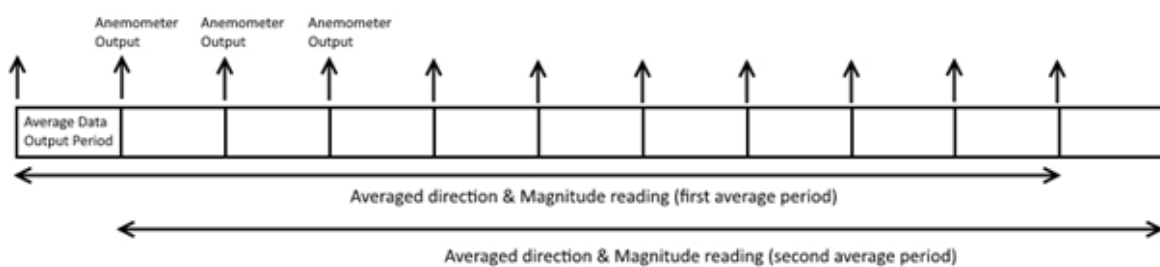 Anemometer
Output
Anemometer
Output
Anemometer
Output
Average Data
Output Period
Averaged direction & Magnitude reading (first average period)
Averaged direction & Magnitude reading (second average period)